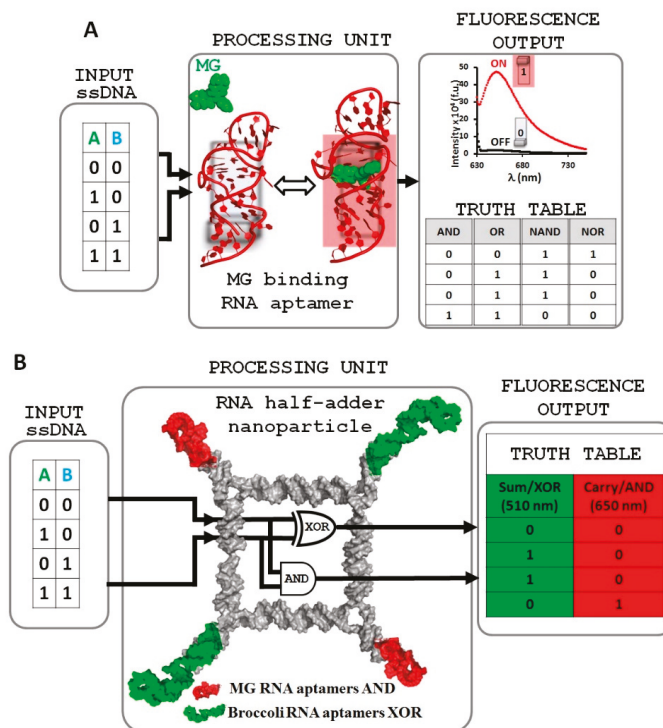 A
PROCESSING UNIT
FLUORESCENCE
OUTPUT
INPUT
ssDNA
A B
0 0
1 0
0 1
1 1
MG
MG binding
RNA aptamer
Intensity x10⁴ (f.u.)
50
40
30
20
10
0
ON
1
0
OFF
630 680 730
λ (nm)
TRUTH TABLE
AND OR NAND NOR
0 0 1 1
0 1 1 0
0 1 1 0
1 1 0 0
B
PROCESSING UNIT
FLUORESCENCE
OUTPUT
INPUT
ssDNA
A B
0 0
1 0
0 1
1 1
RNA half-adder
nanoparticle
XOR
AND
MG RNA aptamers AND
Broccoli RNA aptamers XOR
TRUTH TABLE
Sum/XOR Carry/AND
(510 nm) (650 nm)
0 0
1 0
1 0
0 1